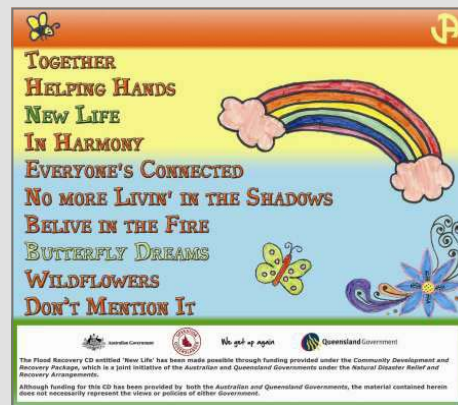 TOGETHER
HELPING HANDS
NEW LIFE
IN HARMONY
EVERYONE'S CONNECTED
NO MORE LIVIN' IN THE SHADOWS
BELIVE IN THE FIRE
BUTTERFLY DREAMS
WILDFLOWERS
DON'T MENTION IT
Australian Government
We get up again
Queensland Government
The Flood Recovery CD entitled 'New Life' has been made possible through funding provided under the Community Development and
Recovery Package, which is a joint initiative of the Australian and Queensland Governments under the Natural Disaster Relief and
Recovery Arrangements.
Although funding for this CD has been provided by both the Australian and Queensland Governments, the material contained herein
does not necessarily represent the views or policies of either Government.